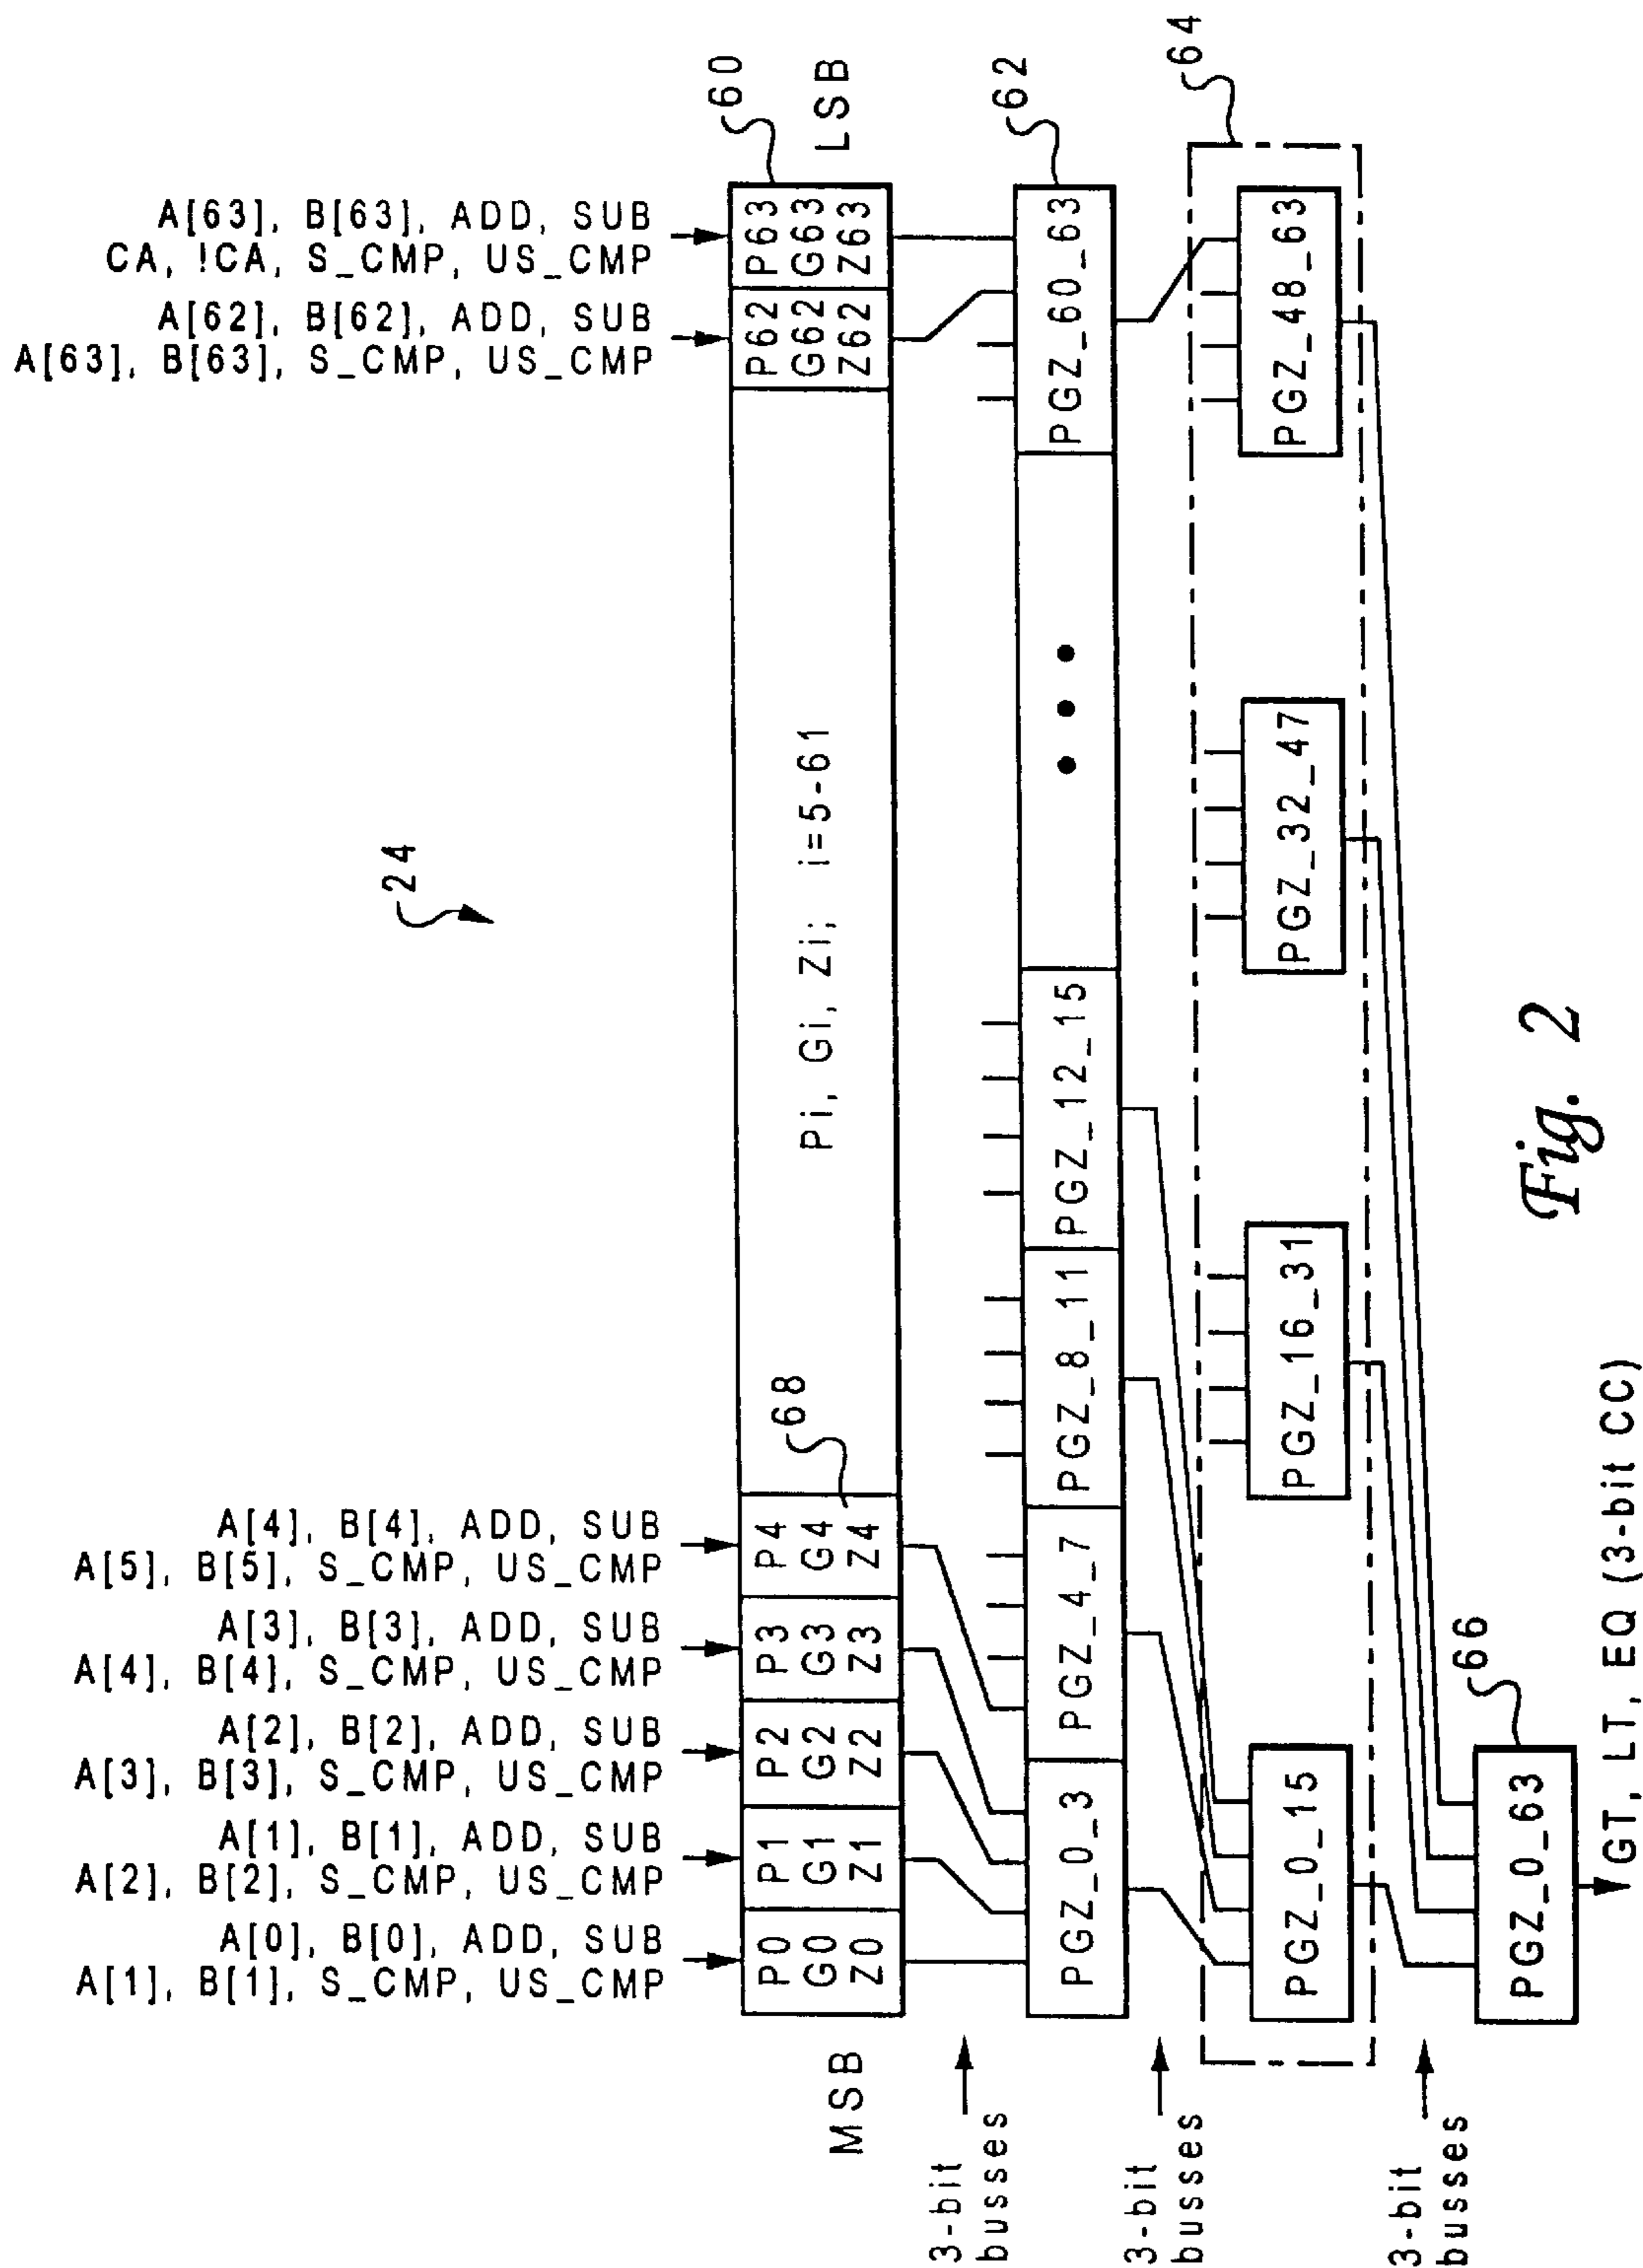 24
A[0], B[0], ADD, SUB
A[1], B[1], S_CMP, US_CMP
A[1], B[1], ADD, SUB
A[2], B[2], S_CMP, US_CMP
A[2], B[2], ADD, SUB
A[3], B[3], S_CMP, US_CMP
A[3], B[3], ADD, SUB
A[4], B[4], S_CMP, US_CMP
A[4], B[4], ADD, SUB
A[5], B[5], S_CMP, US_CMP
A[62], B[62], ADD, SUB
A[63], B[63], S_CMP, US_CMP
A[63], B[63], ADD, SUB
CA, !CA, S_CMP, US_CMP
MSB
P0
G0
Z0
P1
G1
Z1
P2
G2
Z2
P3
G3
Z3
P4
G4
Z4
68
Pi, Gi, Zi; i=5-61
P62
G62
Z62
P63
G63
Z63
60
LSB
3-bit
busses
PGZ_0_3
PGZ_4_7
PGZ_8_11
PGZ_12_15
PGZ_60_63
62
3-bit
busses
PGZ_0_15
PGZ_16_31
PGZ_32_47
PGZ_48_63
64
3-bit
busses
PGZ_0_63
66
GT, LT, EQ (3-bit CC)
Fig. 2